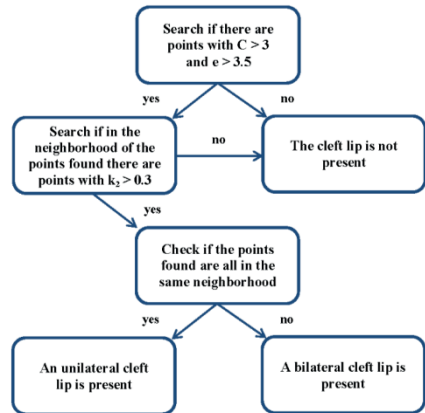 Search if there are
points with C > 3
and e > 3.5
yes
no
Search if in the
neighborhood of the
points found there are
points with k₂ > 0.3
no
The cleft lip is not
present
yes
Check if the points
found are all in the
same neighborhood
yes
no
An unilateral cleft
lip is present
A bilateral cleft lip is
present